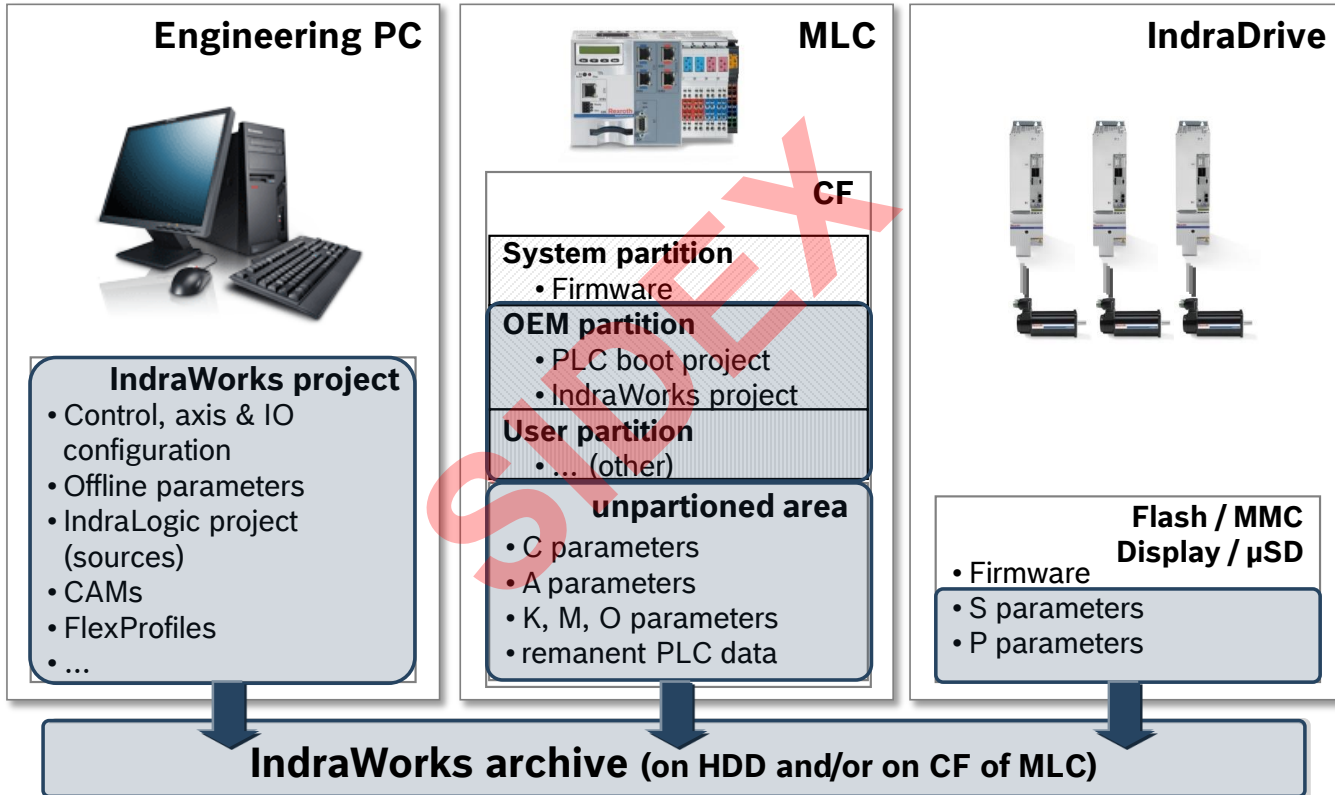 Engineering PC
IndraWorks project
• Control, axis & IO
configuration
• Offline parameters
• IndraLogic project
(sources)
• CAMs
• FlexProfiles
• ...
MLC
Rexroth
CF
System partition
• Firmware
OEM partition
• PLC boot project
• IndraWorks project
User partition
• ... (other)
unpartioned area
• C parameters
• A parameters
• K, M, O parameters
• remanent PLC data
IndraDrive
Flash / MMC
Display / µSD
• Firmware
• S parameters
• P parameters
IndraWorks archive (on HDD and/or on CF of MLC)
SIDEX